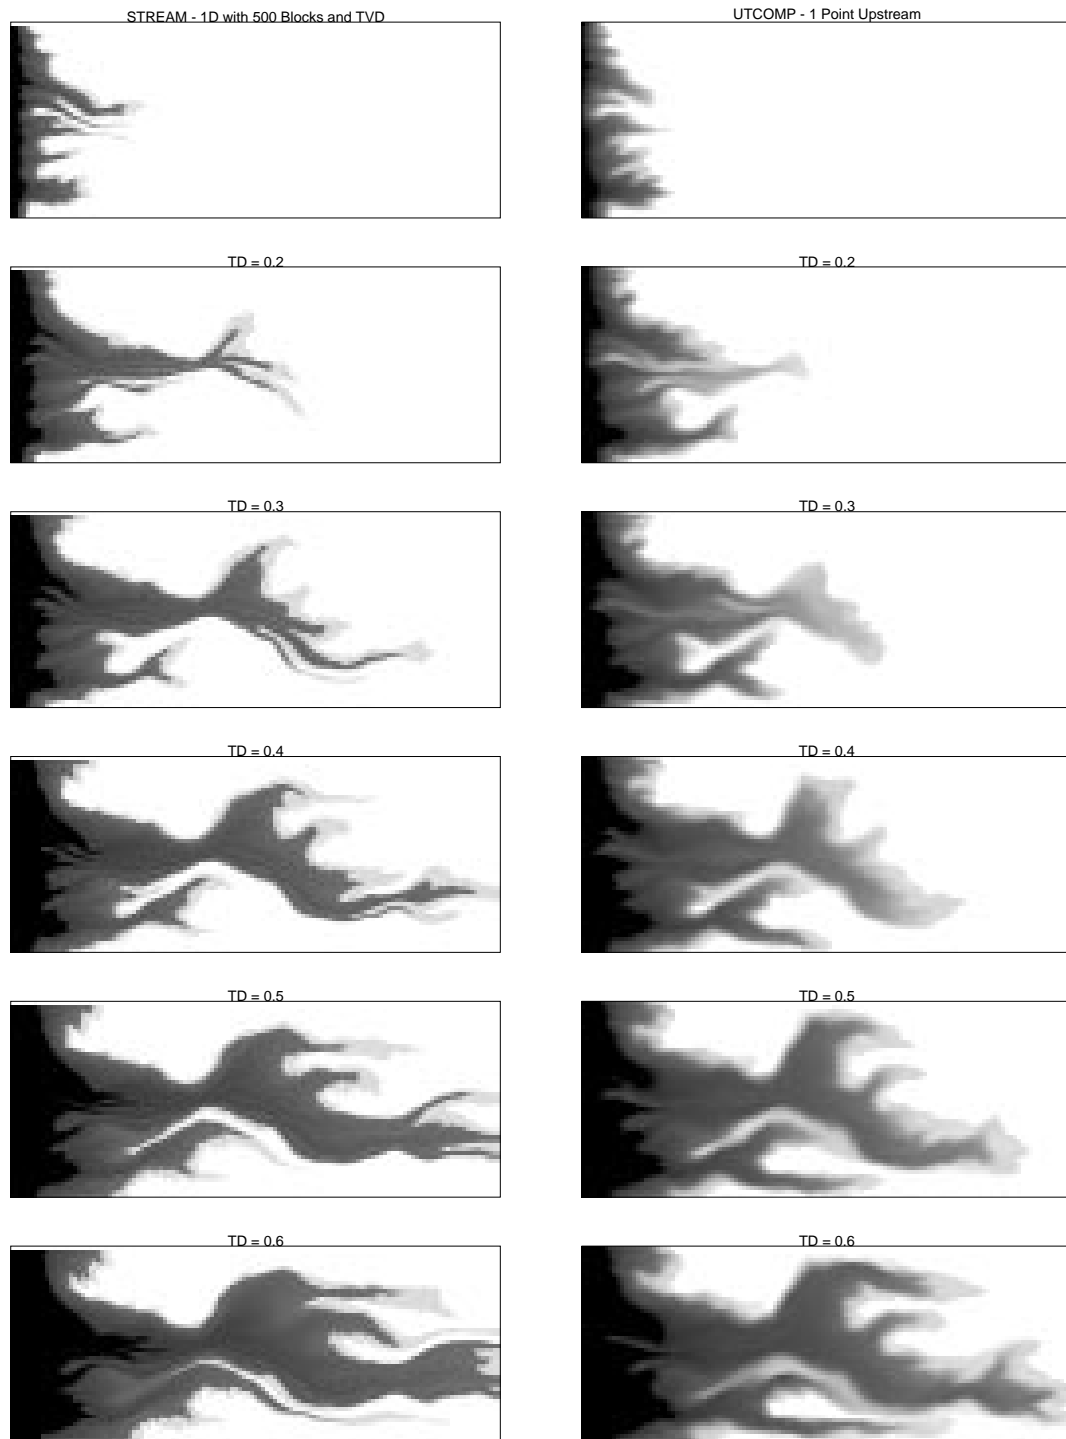 STREAM - 1D with 500 Blocks and TVD
UTCOMP - 1 Point Upstream
TD = 0.2
TD = 0.2
TD = 0.3
TD = 0.3
TD = 0.4
TD = 0.4
TD = 0.5
TD = 0.5
TD = 0.6
TD = 0.6